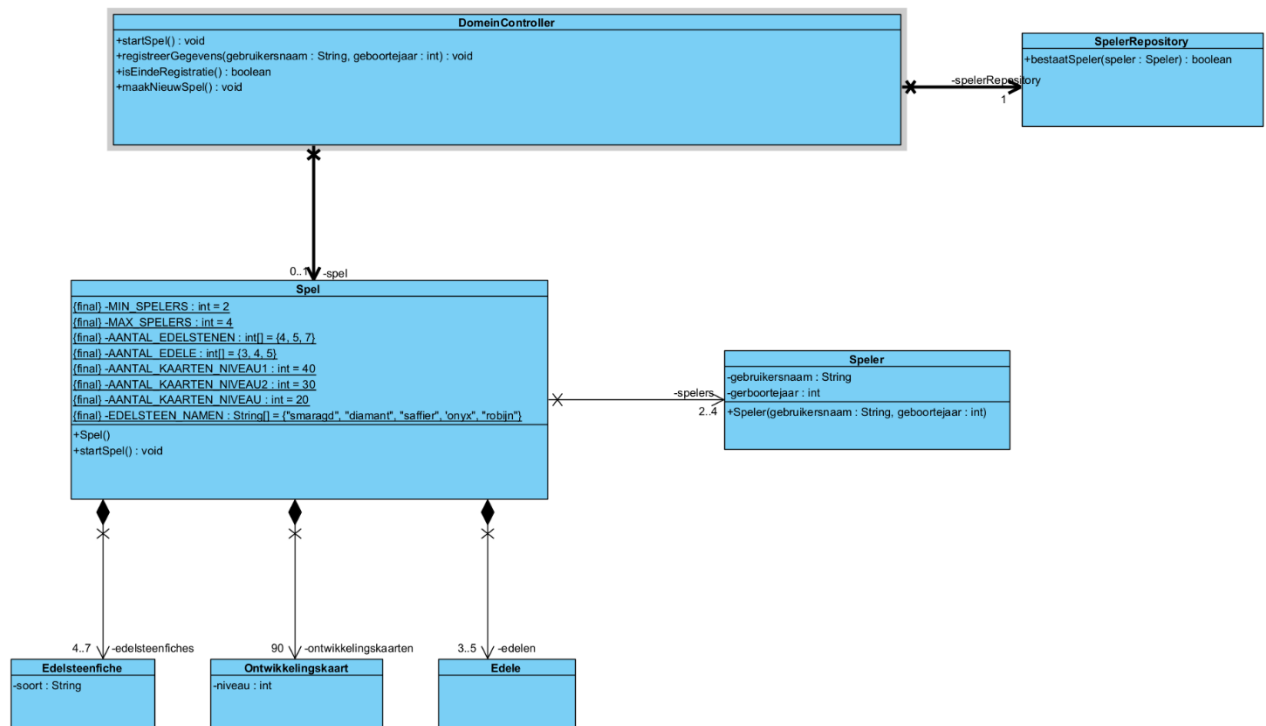 DomeinController
+startSpel() : void
+registreerGegevens(gebruikersnaam : String, geboortejaar : int) : void
+isEindeRegistratie() : boolean
+maakNieuwSpel() : void
SpelerRepository
+bestaatSpeler(speler : Speler) : boolean
-spelerRepository
1
0..1
-spel
Spel
{final} -MIN_SPELERS : int = 2
{final} -MAX_SPELERS : int = 4
{final} -AANTAL_EDELSTENEN : int[] = {4, 5, 7}
{final} -AANTAL_EDELE : int[] = {3, 4, 5}
{final} -AANTAL_KAARTEN_NIVEAU1 : int = 40
{final} -AANTAL_KAARTEN_NIVEAU2 : int = 30
{final} -AANTAL_KAARTEN_NIVEAU : int = 20
{final} -EDELSTEEN_NAMEN : String[] = {"smaragd", "diamant", "saffier", 'onyx", "robijn"}
+Spel()
+startSpel() : void
-spelers
2..4
Speler
-gebruikersnaam : String
-gerboortejaar : int
+Speler(gebruikersnaam : String, geboortejaar : int)
4..7 -edelsteenfiches
90 -ontwikkelingskaarten
3..5 -edelen
Edelsteenfiche
-soort : String
Ontwikkelingskaart
-niveau : int
Edele